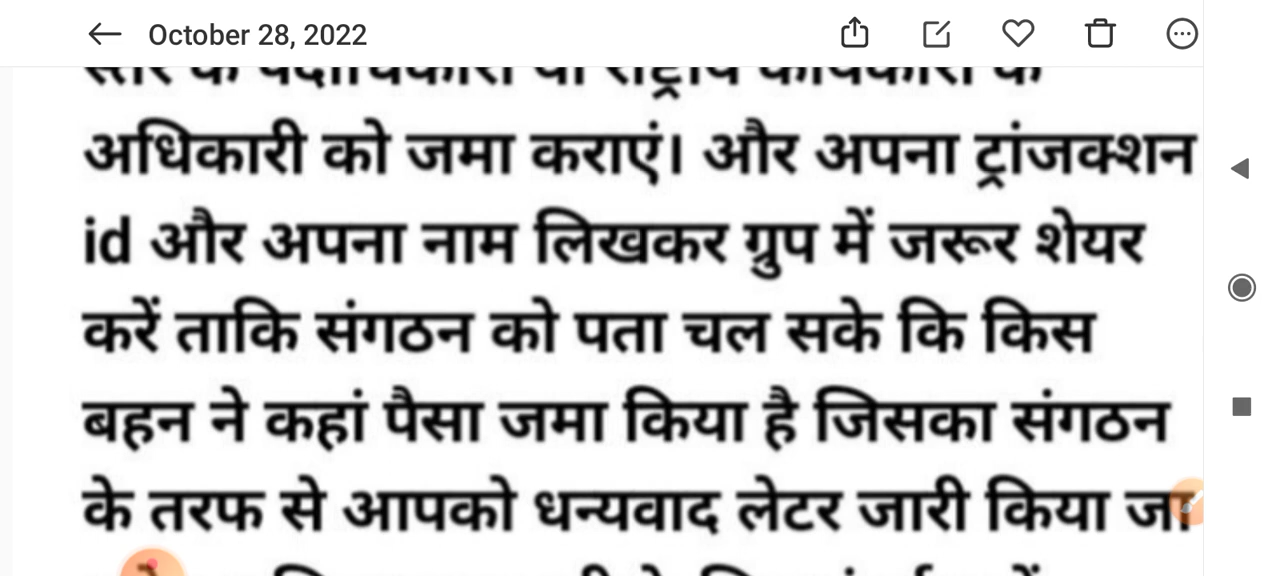 October 28, 2022
अधिकारी को जमा कराएं। और अपना ट्रांजक्शन
id और अपना नाम लिखकर ग्रुप में जरूर शेयर
करें ताकि संगठन को पता चल सके कि किस
बहन ने कहां पैसा जमा किया है जिसका संगठन
के तरफ से आपको धन्यवाद लेटर जारी किया जा